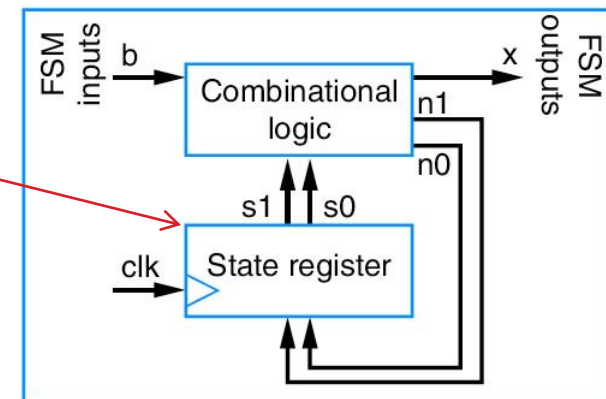 FSM
inputs
b
Combinational
logic
x
FSM
outputs
n1
n0
s1
s0
clk
State register